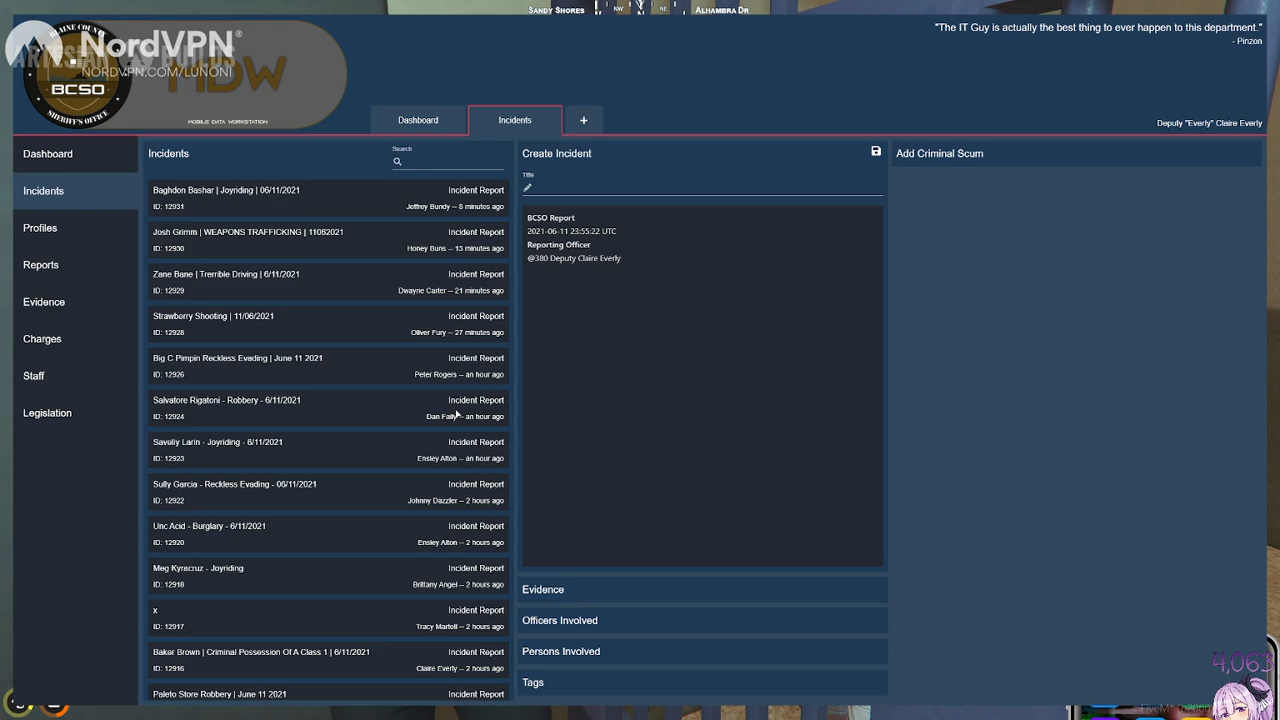 SANDY SHORES
NW
NE
ALHAMBRA DR
NordVPN®
NORDVPN.COM/LUNONI
BLAINE COUNTY
BCSO
SHERIFF'S OFFICE
MDW
MOBILE DATA WORKSTATION
"The IT Guy is actually the best thing to ever happen to this department."
- Pinzon
Dashboard
Incidents
+
Deputy "Everly" Claire Everly
Dashboard
Incidents
Profiles
Reports
Evidence
Charges
Staff
Legislation
Incidents
Search
Baghdon Bashar | Joyriding | 06/11/2021 Incident Report
ID: 12931 Jeffrey Bundy -- 8 minutes ago
Josh Grimm | WEAPONS TRAFFICKING | 11062021 Incident Report
ID: 12930 Honey Buns -- 13 minutes ago
Zane Bane | Trerrible Driving | 6/11/2021 Incident Report
ID: 12929 Dwayne Carter -- 21 minutes ago
Strawberry Shooting | 11/06/2021 Incident Report
ID: 12928 Oliver Fury -- 27 minutes ago
Big C Pimpin Reckless Evading | June 11 2021 Incident Report
ID: 12926 Peter Rogers -- an hour ago
Salvatore Rigatoni - Robbery - 6/11/2021 Incident Report
ID: 12924 Dan -- an hour ago
Saveliy Larin - Joyriding - 6/11/2021 Incident Report
ID: 12923 Ensley Alton -- an hour ago
Sully Garcia - Reckless Evading - 06/11/2021 Incident Report
ID: 12922 Johnny Dazzler -- 2 hours ago
Unc Acid - Burglary - 6/11/2021 Incident Report
ID: 12920 Ensley Alton -- 2 hours ago
Meg Kyracruz - Joyriding Incident Report
ID: 12918 Brittany Angel -- 2 hours ago
x Incident Report
ID: 12917 Tracy Martell -- 2 hours ago
Baker Brown | Criminal Possession Of A Class 1 | 6/11/2021 Incident Report
ID: 12916 Claire Everly -- 2 hours ago
Paleto Store Robbery | June 11 2021 Incident Report
Create Incident
Title
BCSO Report
2021-06-11 23:55:22 UTC
Reporting Officer
@380 Deputy Claire Everly
Evidence
Officers Involved
Persons Involved
Tags
Add Criminal Scum
4,063